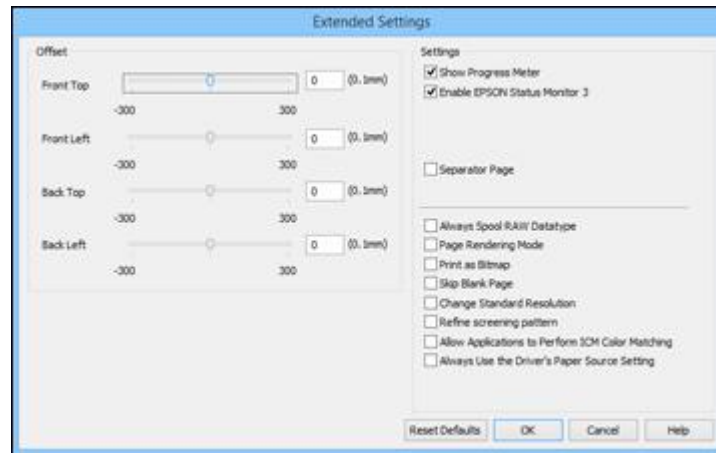 Extended Settings
Offset
Front Top
0
(0.1mm)
-300
300
Front Left
0
(0.1mm)
-300
300
Back Top
0
(0.1mm)
-300
300
Back Left
0
(0.1mm)
-300
300
Settings
Show Progress Meter
Enable EPSON Status Monitor 3
Separator Page
Always Spool RAW Datatype
Page Rendering Mode
Print as Bitmap
Skip Blank Page
Change Standard Resolution
Refine screening pattern
Allow Applications to Perform ICM Color Matching
Always Use the Driver's Paper Source Setting
Reset Defaults
OK
Cancel
Help